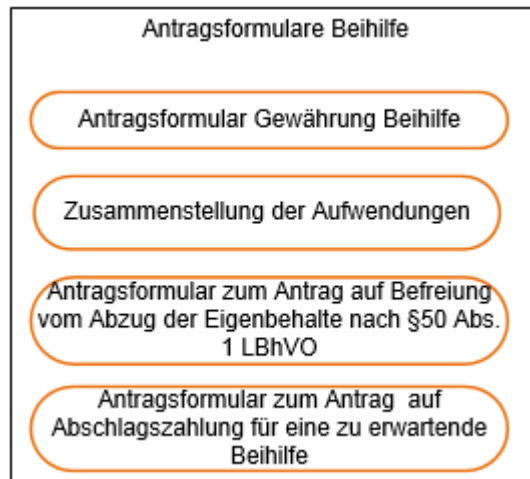 Antragsformulare Beihilfe
Antragsformular Gewährung Beihilfe
Zusammenstellung der Aufwendungen
Antragsformular zum Antrag auf Befreiung
vom Abzug der Eigenbehalte nach §50 Abs.
1 LBhVO
Antragsformular zum Antrag auf
Abschlagszahlung für eine zu erwartende
Beihilfe